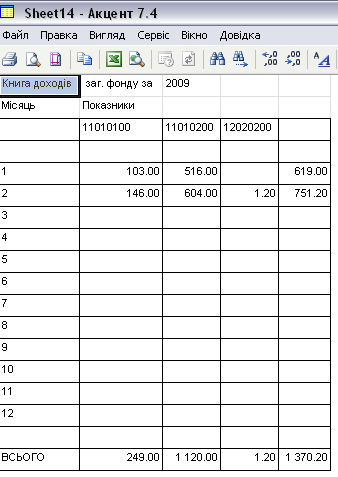 Sheet14 - Акцент 7.4
Файл Правка Вигляд Сервіс Вікно Довідка
Книга доходів заг. фонду за 2009
Місяць Показники
11010100 11010200 12020200
1 103.00 516.00 619.00
2 146.00 604.00 1.20 751.20
3
4
5
6
7
8
9
10
11
12
ВСЬОГО 249.00 1 120.00 1.20 1 370.20